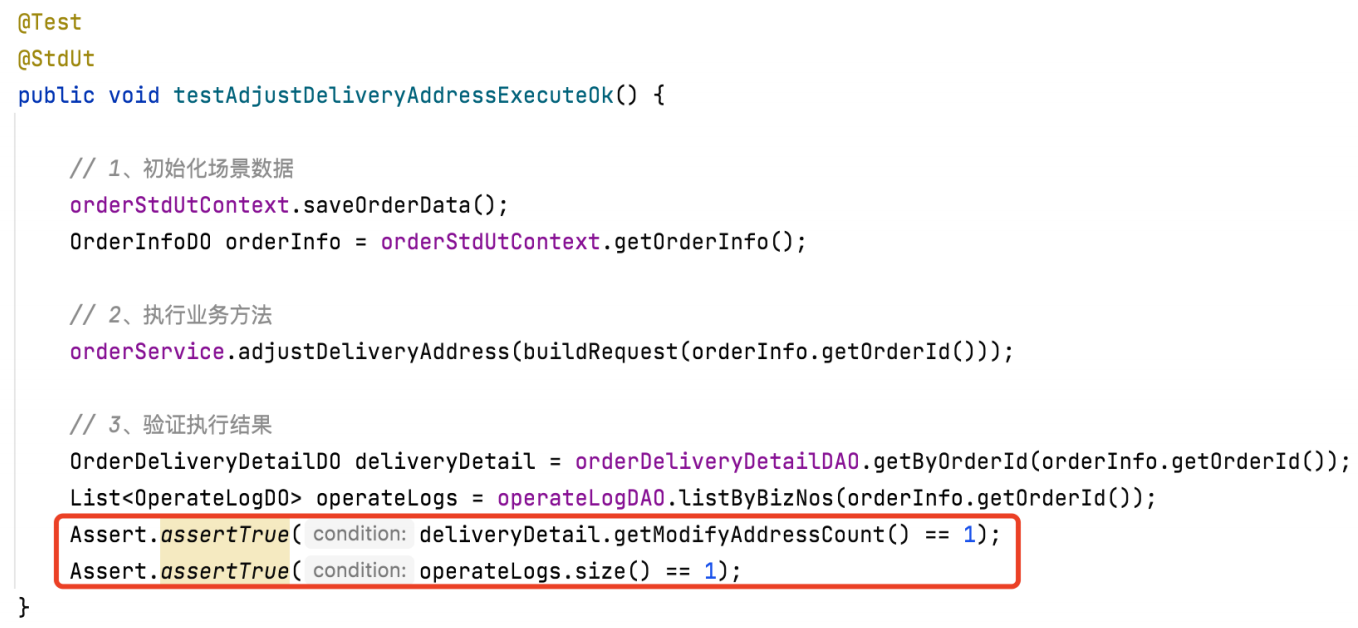 @Test
@StdUt
public void testAdjustDeliveryAddressExecuteOk() {
// 1、初始化场景数据
orderStdUtContext.saveOrderData();
OrderInfoDO orderInfo = orderStdUtContext.getOrderInfo();
// 2、执行业务方法
orderService.adjustDeliveryAddress(buildRequest(orderInfo.getOrderId()));
// 3、验证执行结果
OrderDeliveryDetailDO deliveryDetail = orderDeliveryDetailDAO.getByOrderId(orderInfo.getOrderId());
List<OperateLogDO> operateLogs = operateLogDAO.listByBizNos(orderInfo.getOrderId());
Assert.assertTrue( condition: deliveryDetail.getModifyAddressCount() == 1);
Assert.assertTrue( condition: operateLogs.size() == 1);
}